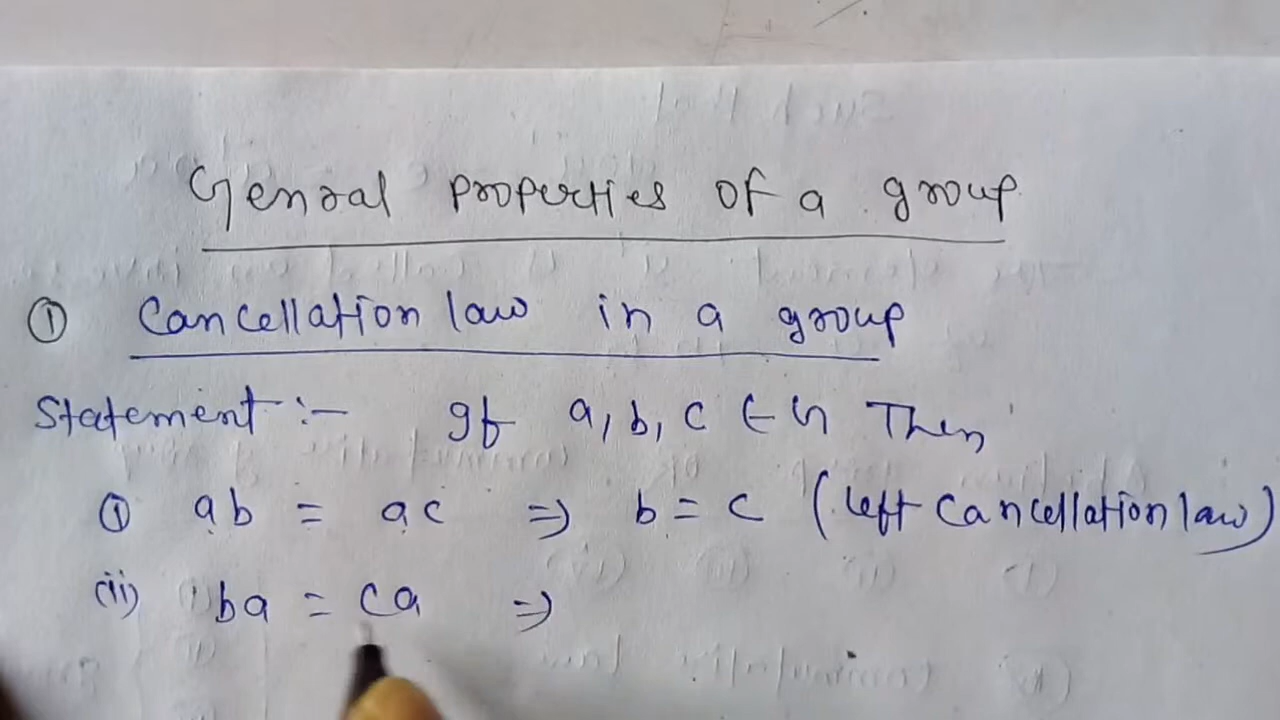 Genral properties of a group
① Cancellation law in a group
Statement :- If a, b, c ∈ G Then
① ab = ac ⇒ b = c (left cancellation law)
(ii) ba = ca ⇒